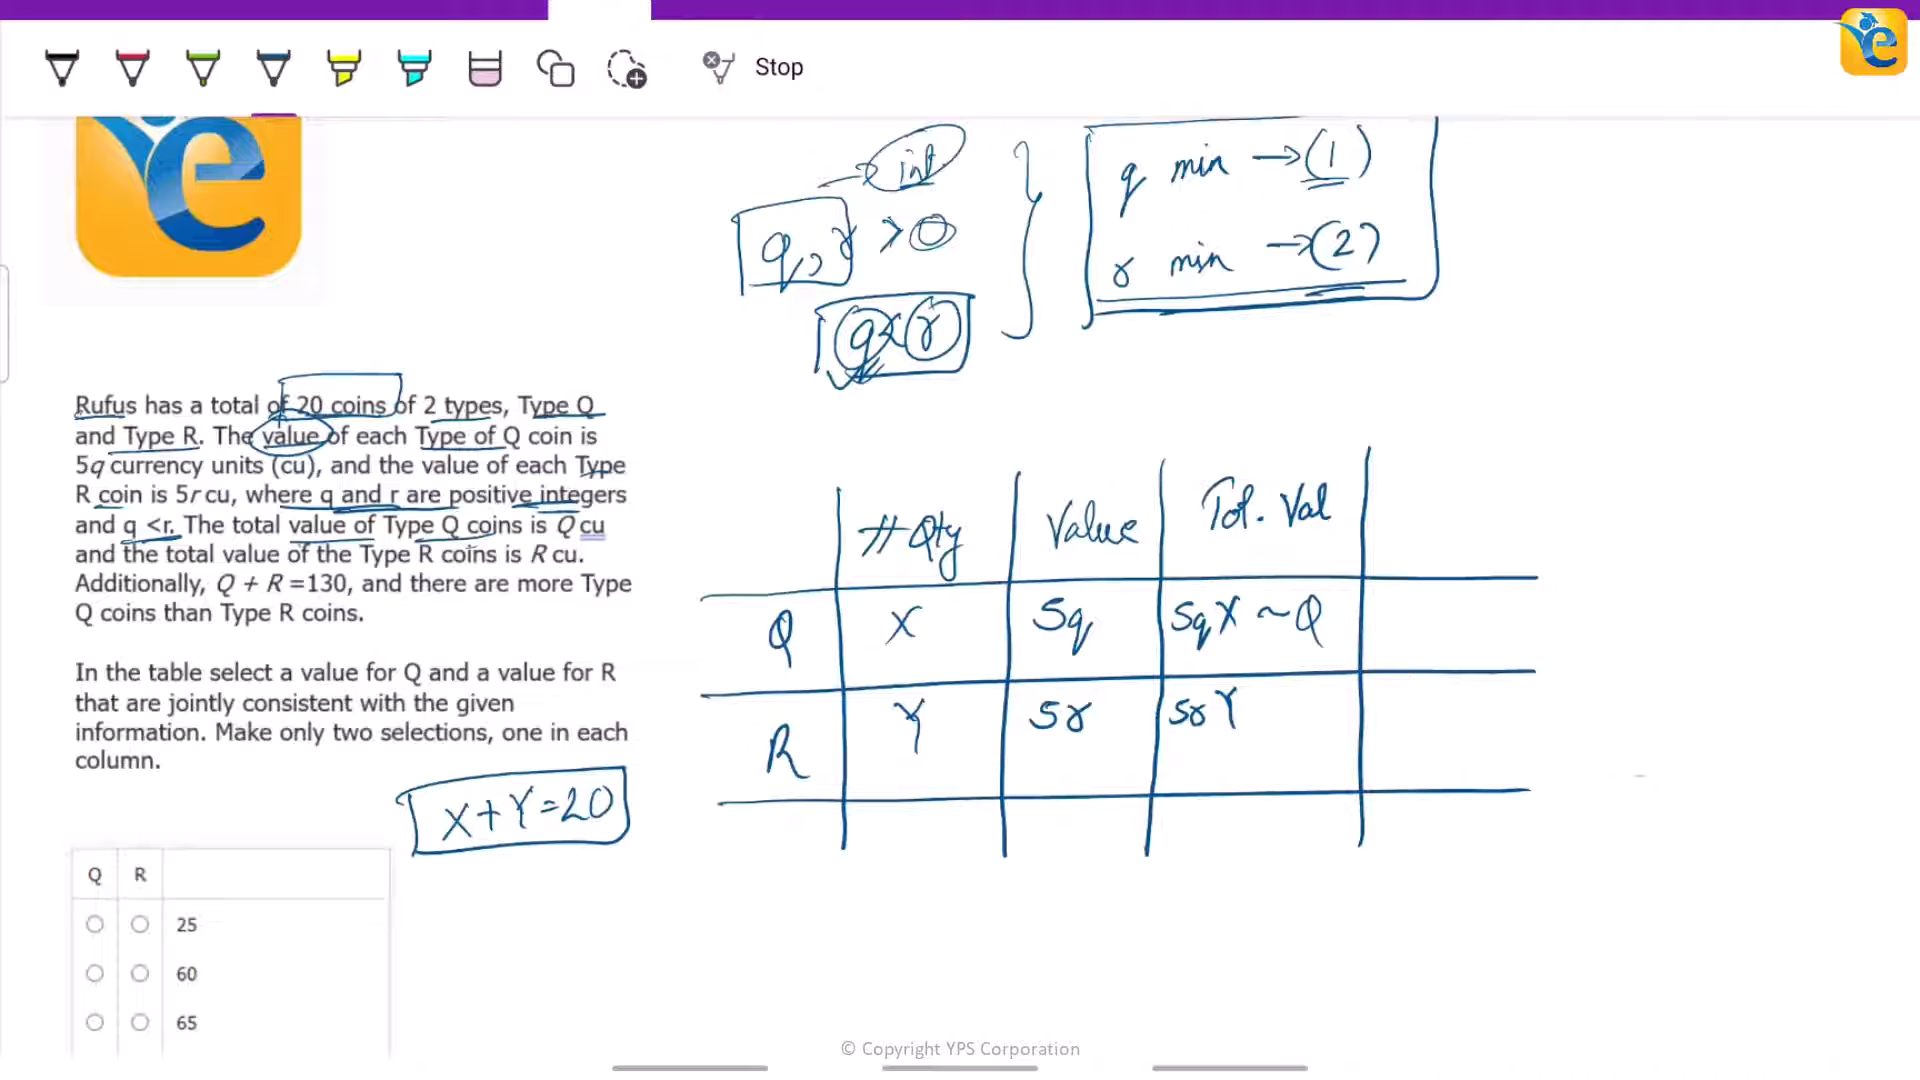 Stop
e
int
q, r > 0
q < r
q min → (1)
r min → (2)
Rufus has a total of 20 coins of 2 types, Type Q
and Type R. The value of each Type of Q coin is
5q currency units (cu), and the value of each Type
R coin is 5r cu, where q and r are positive integers
and q <r. The total value of Type Q coins is Q cu
and the total value of the Type R coins is R cu.
Additionally, Q + R =130, and there are more Type
Q coins than Type R coins.
In the table select a value for Q and a value for R
that are jointly consistent with the given
information. Make only two selections, one in each
column.
X+Y=20
Q R
25
60
65
# Qty Value Tot. Val
Q X 5q 5qX ~ Q
R Y 5r 5rY
© Copyright YPS Corporation